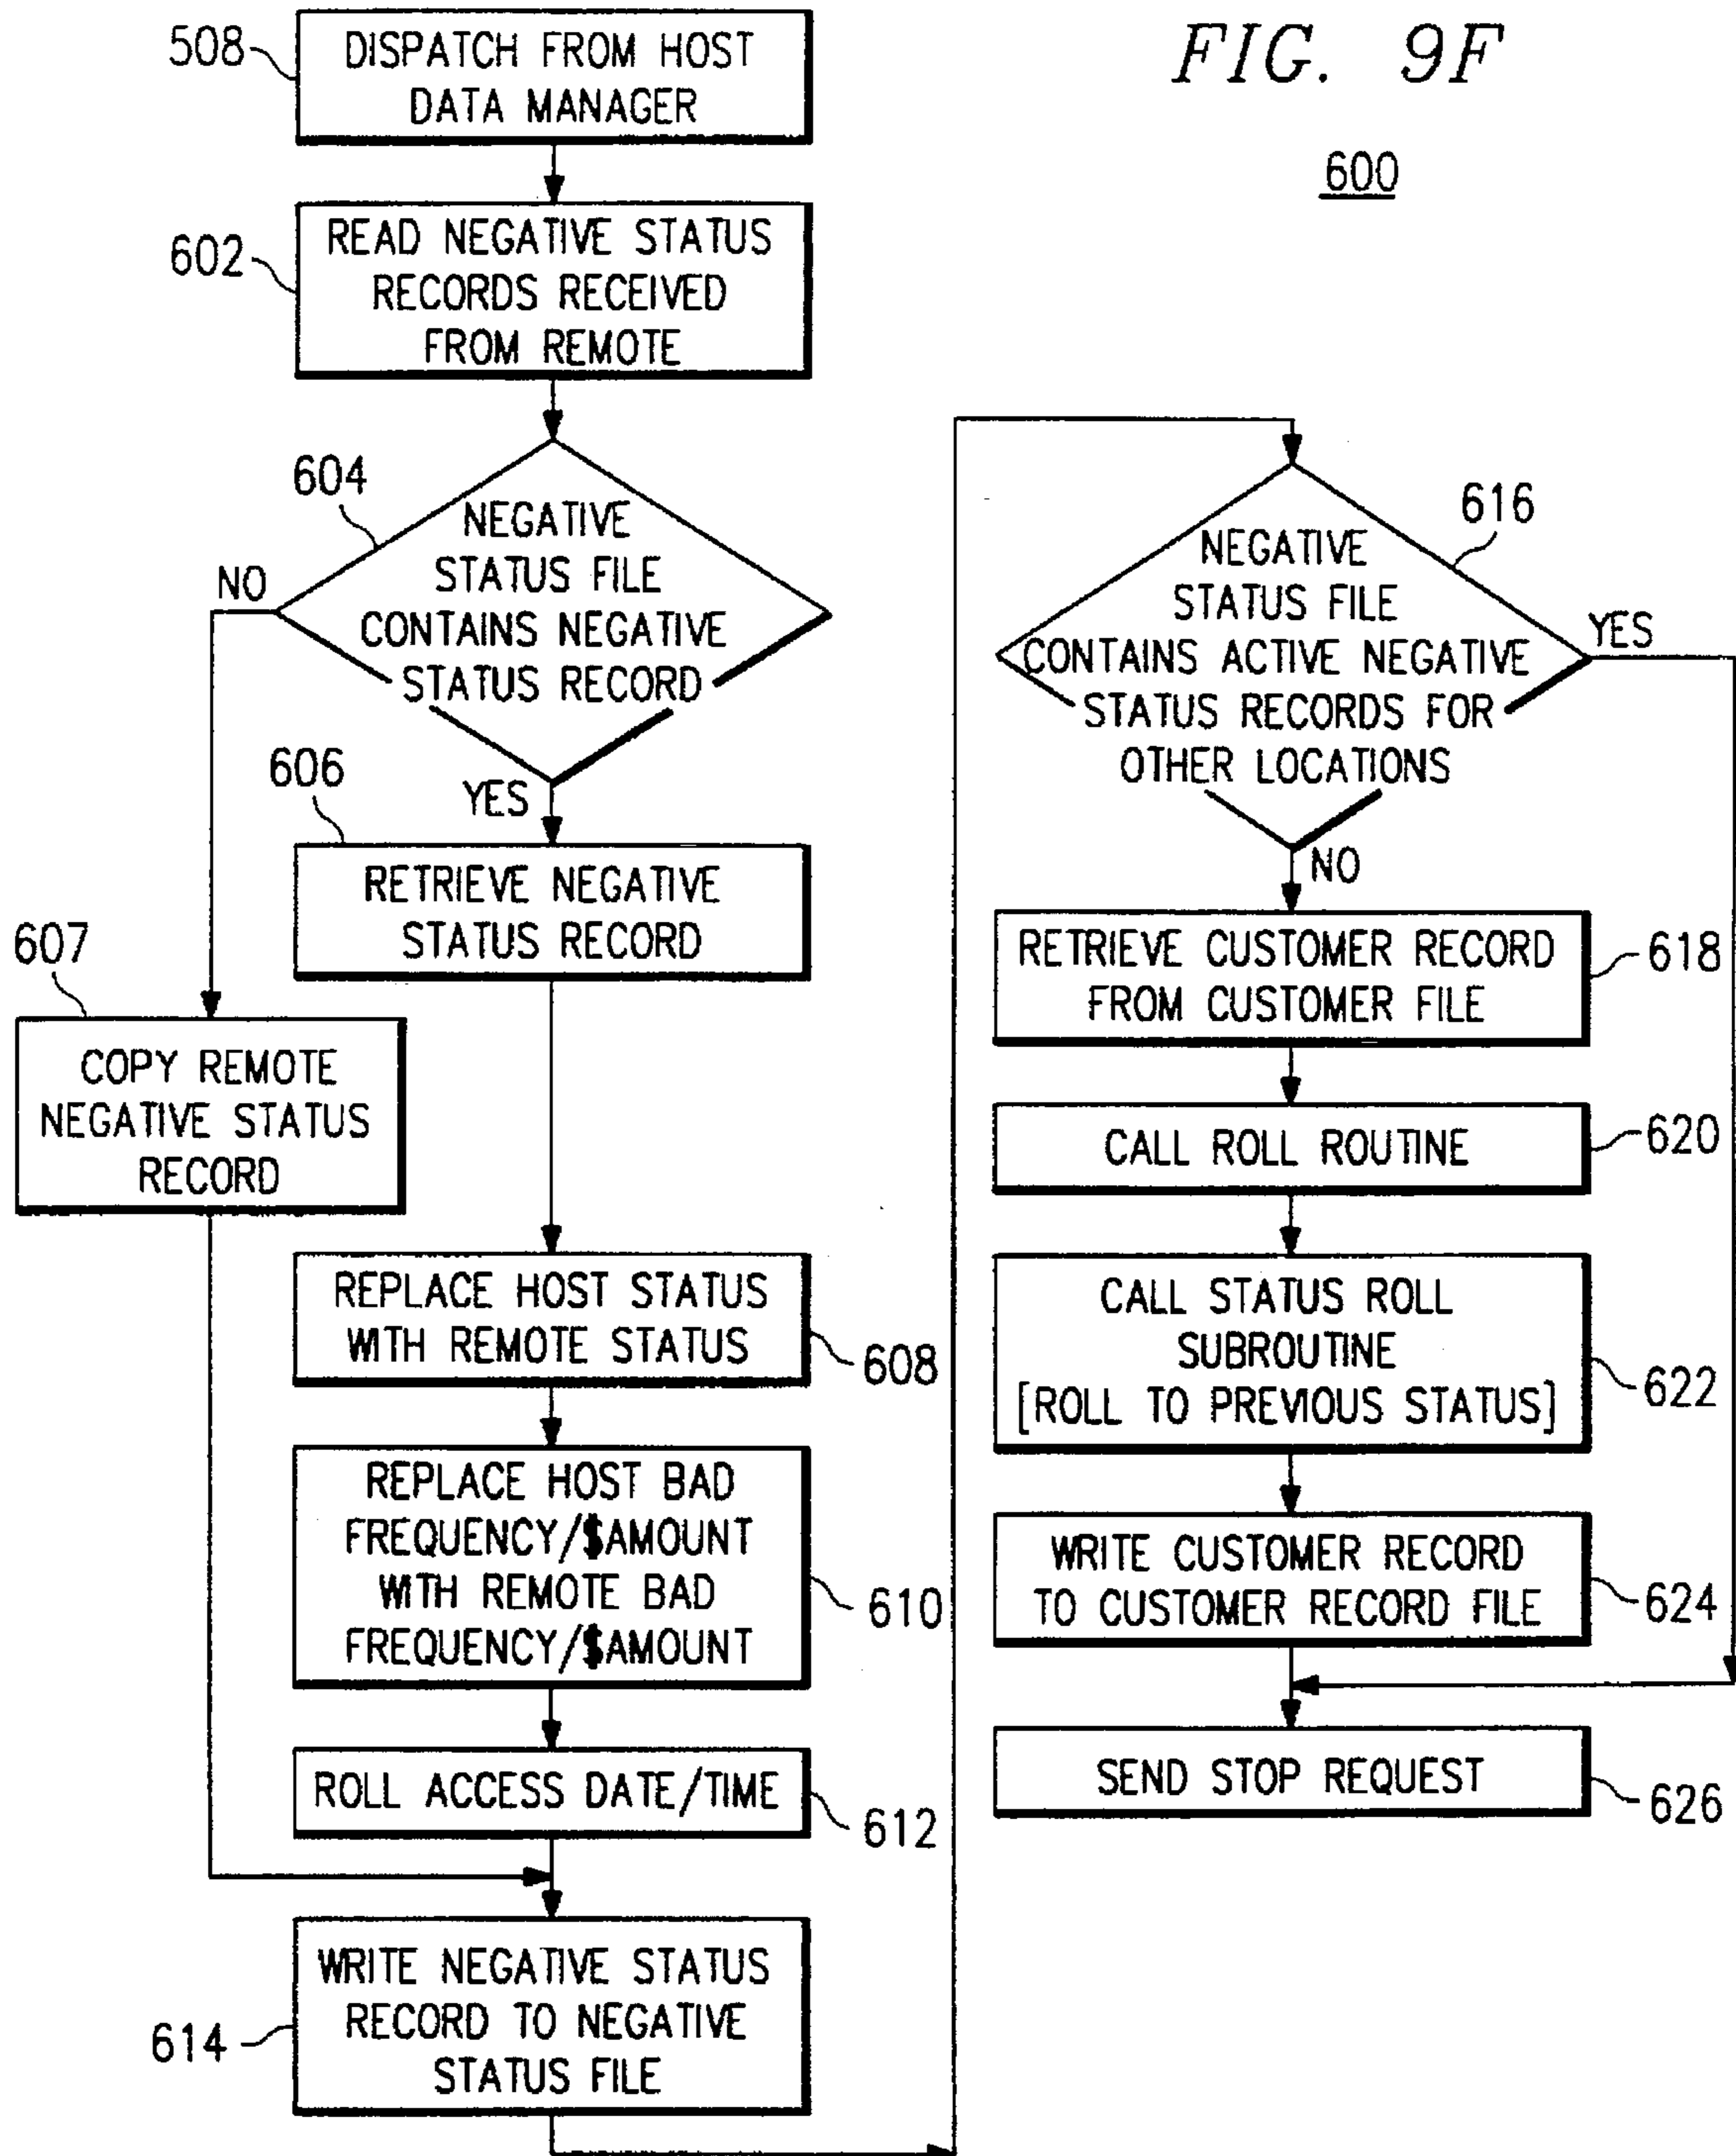 FIG. 9F
600
508
DISPATCH FROM HOST
DATA MANAGER
602
READ NEGATIVE STATUS
RECORDS RECEIVED
FROM REMOTE
604
NEGATIVE
STATUS FILE
CONTAINS NEGATIVE
STATUS RECORD
NO
YES
606
RETRIEVE NEGATIVE
STATUS RECORD
607
COPY REMOTE
NEGATIVE STATUS
RECORD
REPLACE HOST STATUS
WITH REMOTE STATUS
608
REPLACE HOST BAD
FREQUENCY/$AMOUNT
WITH REMOTE BAD
FREQUENCY/$AMOUNT
610
ROLL ACCESS DATE/TIME
612
614
WRITE NEGATIVE STATUS
RECORD TO NEGATIVE
STATUS FILE
616
NEGATIVE
STATUS FILE
CONTAINS ACTIVE NEGATIVE
STATUS RECORDS FOR
OTHER LOCATIONS
YES
NO
RETRIEVE CUSTOMER RECORD
FROM CUSTOMER FILE
618
CALL ROLL ROUTINE
620
CALL STATUS ROLL
SUBROUTINE
[ROLL TO PREVIOUS STATUS]
622
WRITE CUSTOMER RECORD
TO CUSTOMER RECORD FILE
624
SEND STOP REQUEST
626